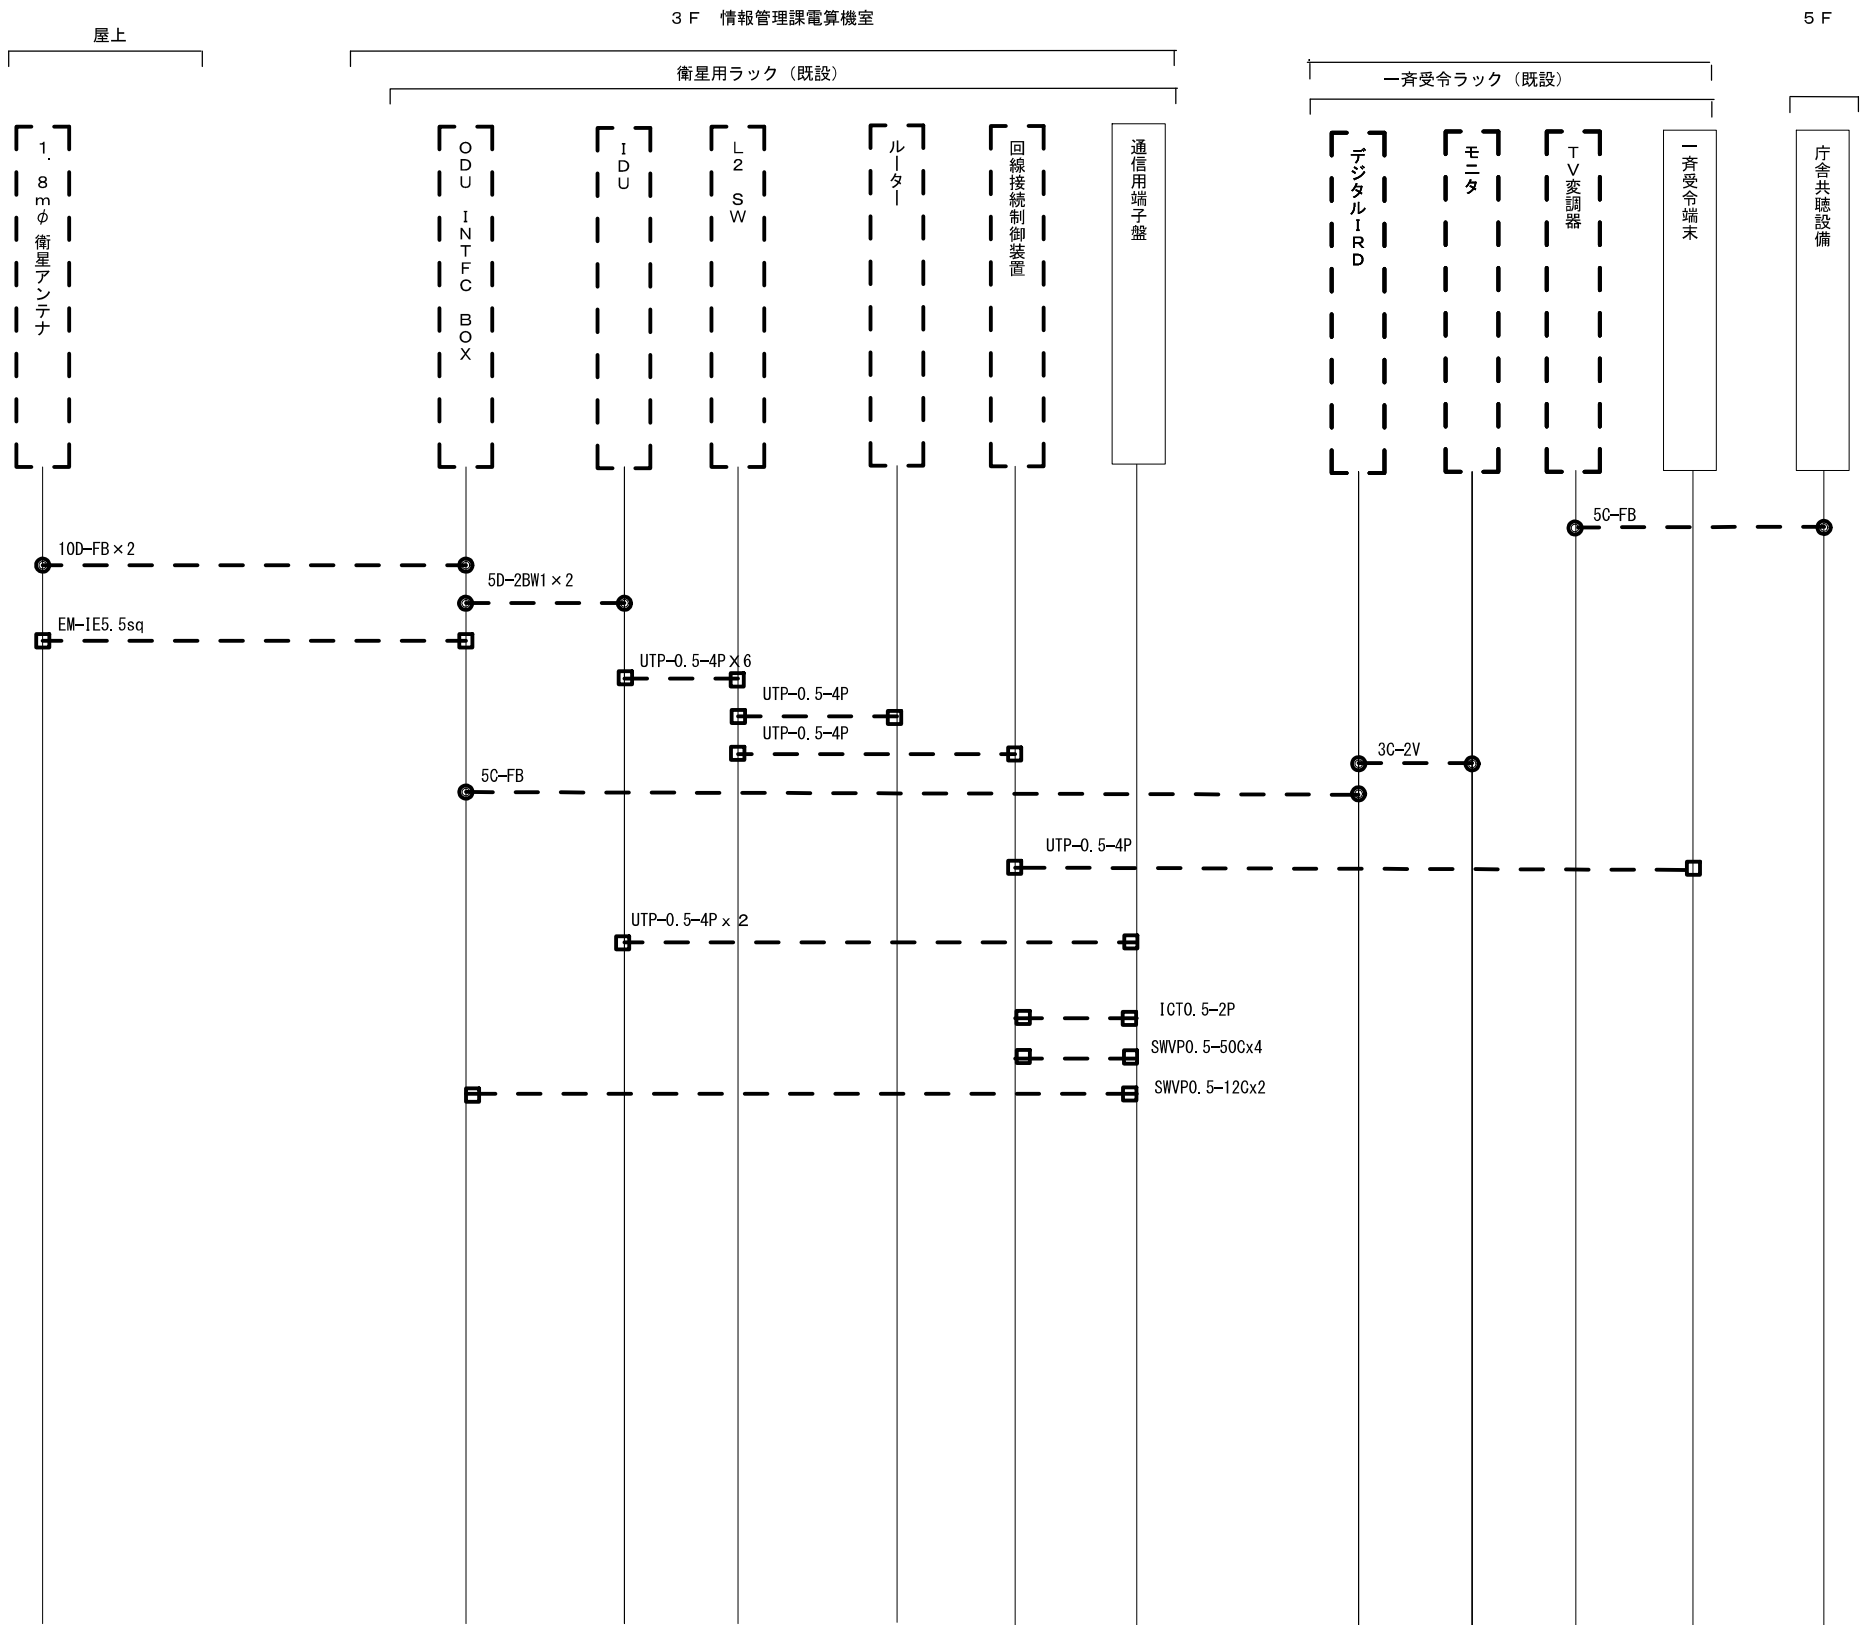 ３Ｆ　情報管理課電算機室
５Ｆ
屋上
衛星用ラック（既設）
一斉受令ラック（既設）
１．８ｍφ衛星アンテナ
ＯＤＵ　ＩＮＴＦＣ　ＢＯＸ
ＩＤＵ
Ｌ２　ＳＷ
ルーター
回線接続制御装置
通信用端子盤
デジタルＩＲＤ
モニタ
ＴＶ変調器
一斉受令端末
庁舎共聴設備
5C-FB
10D-FB×2
5D-2BW1×2
EM-IE5.5sq
UTP-0.5-4P×6
UTP-0.5-4P
UTP-0.5-4P
3C-2V
5C-FB
UTP-0.5-4P
UTP-0.5-4P×2
ICT0.5-2P
SWVP0.5-50Cx4
SWVP0.5-12Cx2